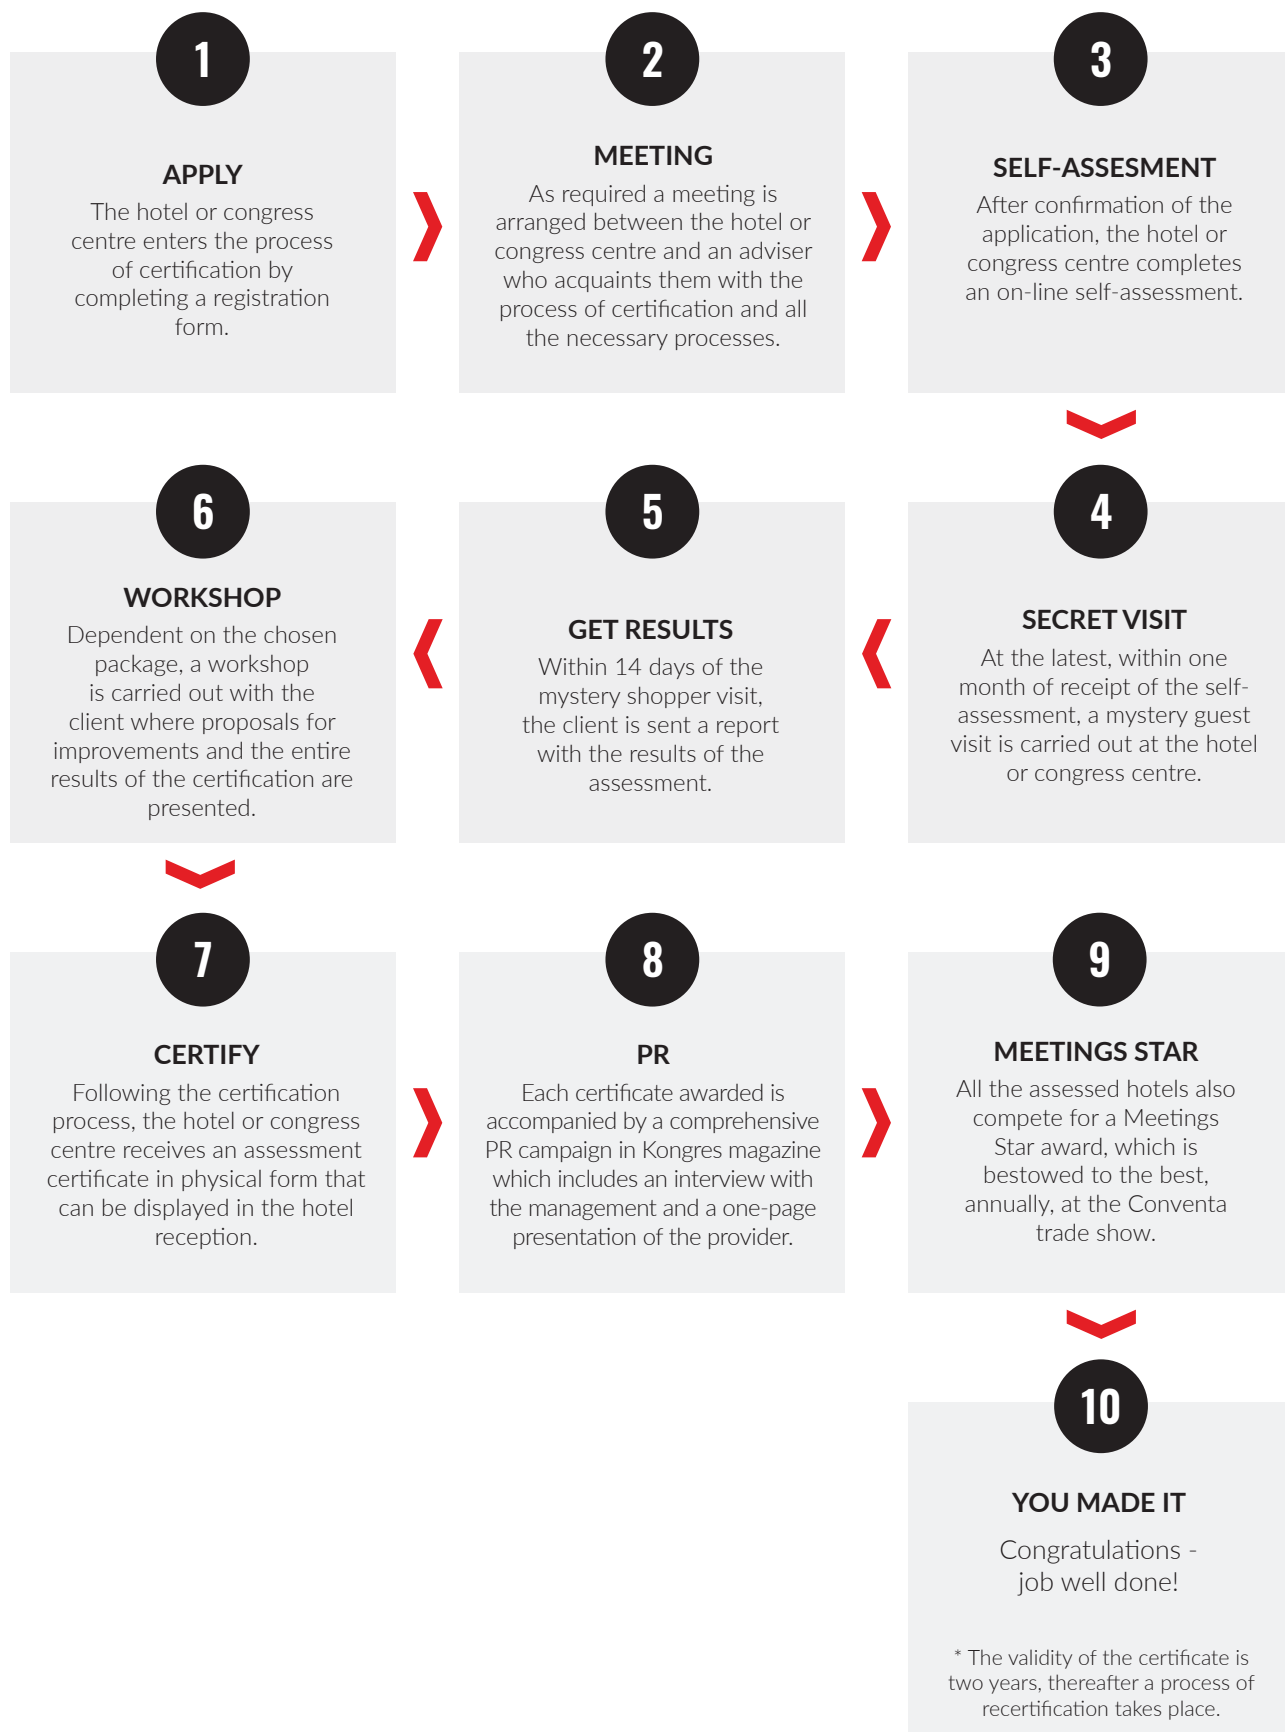 1
APPLY
The hotel or congress
centre enters the process
of certification by
completing a registration
form.
2
MEETING
As required a meeting is
arranged between the hotel or
congress centre and an adviser
who acquaints them with the
process of certification and all
the necessary processes.
3
SELF-ASSESMENT
After confirmation of the
application, the hotel or
congress centre completes
an on-line self-assessment.
4
SECRET VISIT
At the latest, within one
month of receipt of the self-
assessment, a mystery guest
visit is carried out at the hotel
or congress centre.
5
GET RESULTS
Within 14 days of the
mystery shopper visit,
the client is sent a report
with the results of the
assessment.
6
WORKSHOP
Dependent on the chosen
package, a workshop
is carried out with the
client where proposals for
improvements and the entire
results of the certification are
presented.
7
CERTIFY
Following the certification
process, the hotel or congress
centre receives an assessment
certificate in physical form that
can be displayed in the hotel
reception.
8
PR
Each certificate awarded is
accompanied by a comprehensive
PR campaign in Kongres magazine
which includes an interview with
the management and a one-page
presentation of the provider.
9
MEETINGS STAR
All the assessed hotels also
compete for a Meetings
Star award, which is
bestowed to the best,
annually, at the Conventa
trade show.
10
YOU MADE IT
Congratulations -
job well done!
* The validity of the certificate is
two years, thereafter a process of
recertification takes place.